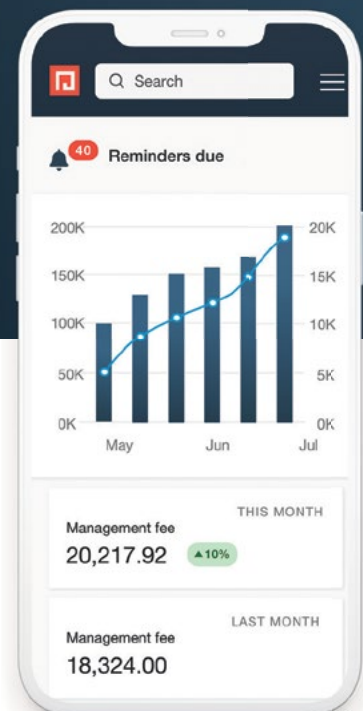 Search
40
Reminders due
200K 20K
150K 15K
100K 10K
50K 5K
0K 0K
May Jun Jul
THIS MONTH
Management fee
20,217.92 ▲10%
LAST MONTH
Management fee
18,324.00